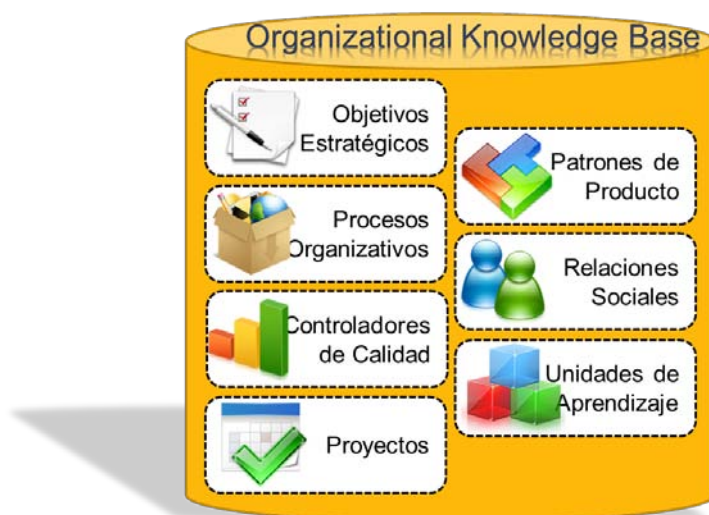 Organizational Knowledge Base
Objetivos
Estratégicos
Procesos
Organizativos
Controladores
de Calidad
Proyectos
Patrones de
Producto
Relaciones
Sociales
Unidades de
Aprendizaje